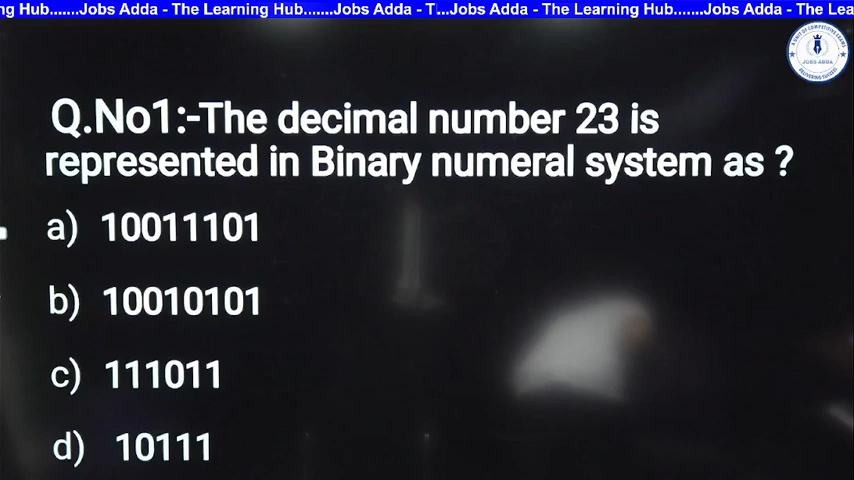 ng Hub.......Jobs Adda - The Learning Hub.......Jobs Adda - T...Jobs Adda - The Learning Hub.......Jobs Adda - The Lea
JOBS ADDA
Q.No1:-The decimal number 23 is
represented in Binary numeral system as ?
a) 10011101
b) 10010101
c) 111011
d) 10111